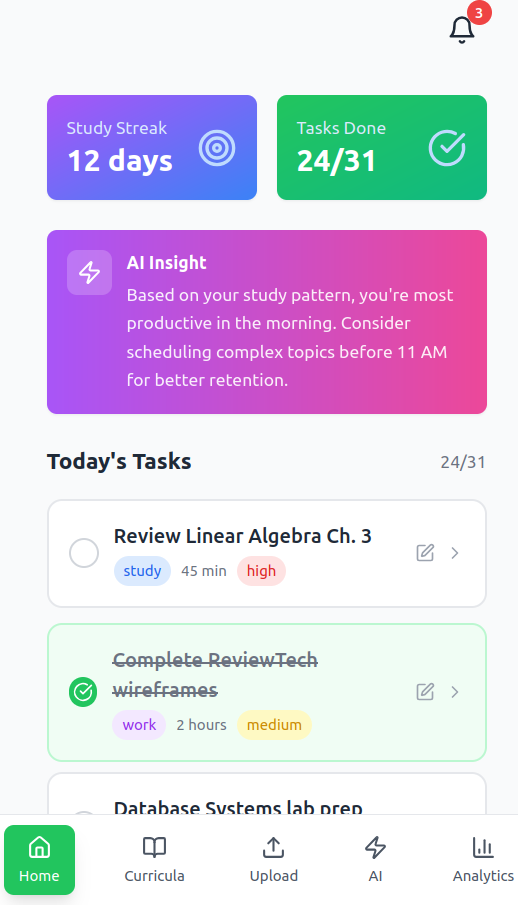 3
Study Streak
12 days
Tasks Done
24/31
AI Insight
Based on your study pattern, you're most
productive in the morning. Consider
scheduling complex topics before 11 AM
for better retention.
Today's Tasks
24/31
Review Linear Algebra Ch. 3
study 45 min high
Complete ReviewTech
wireframes
work 2 hours medium
Database Systems lab prep
Home Curricula Upload AI Analytics